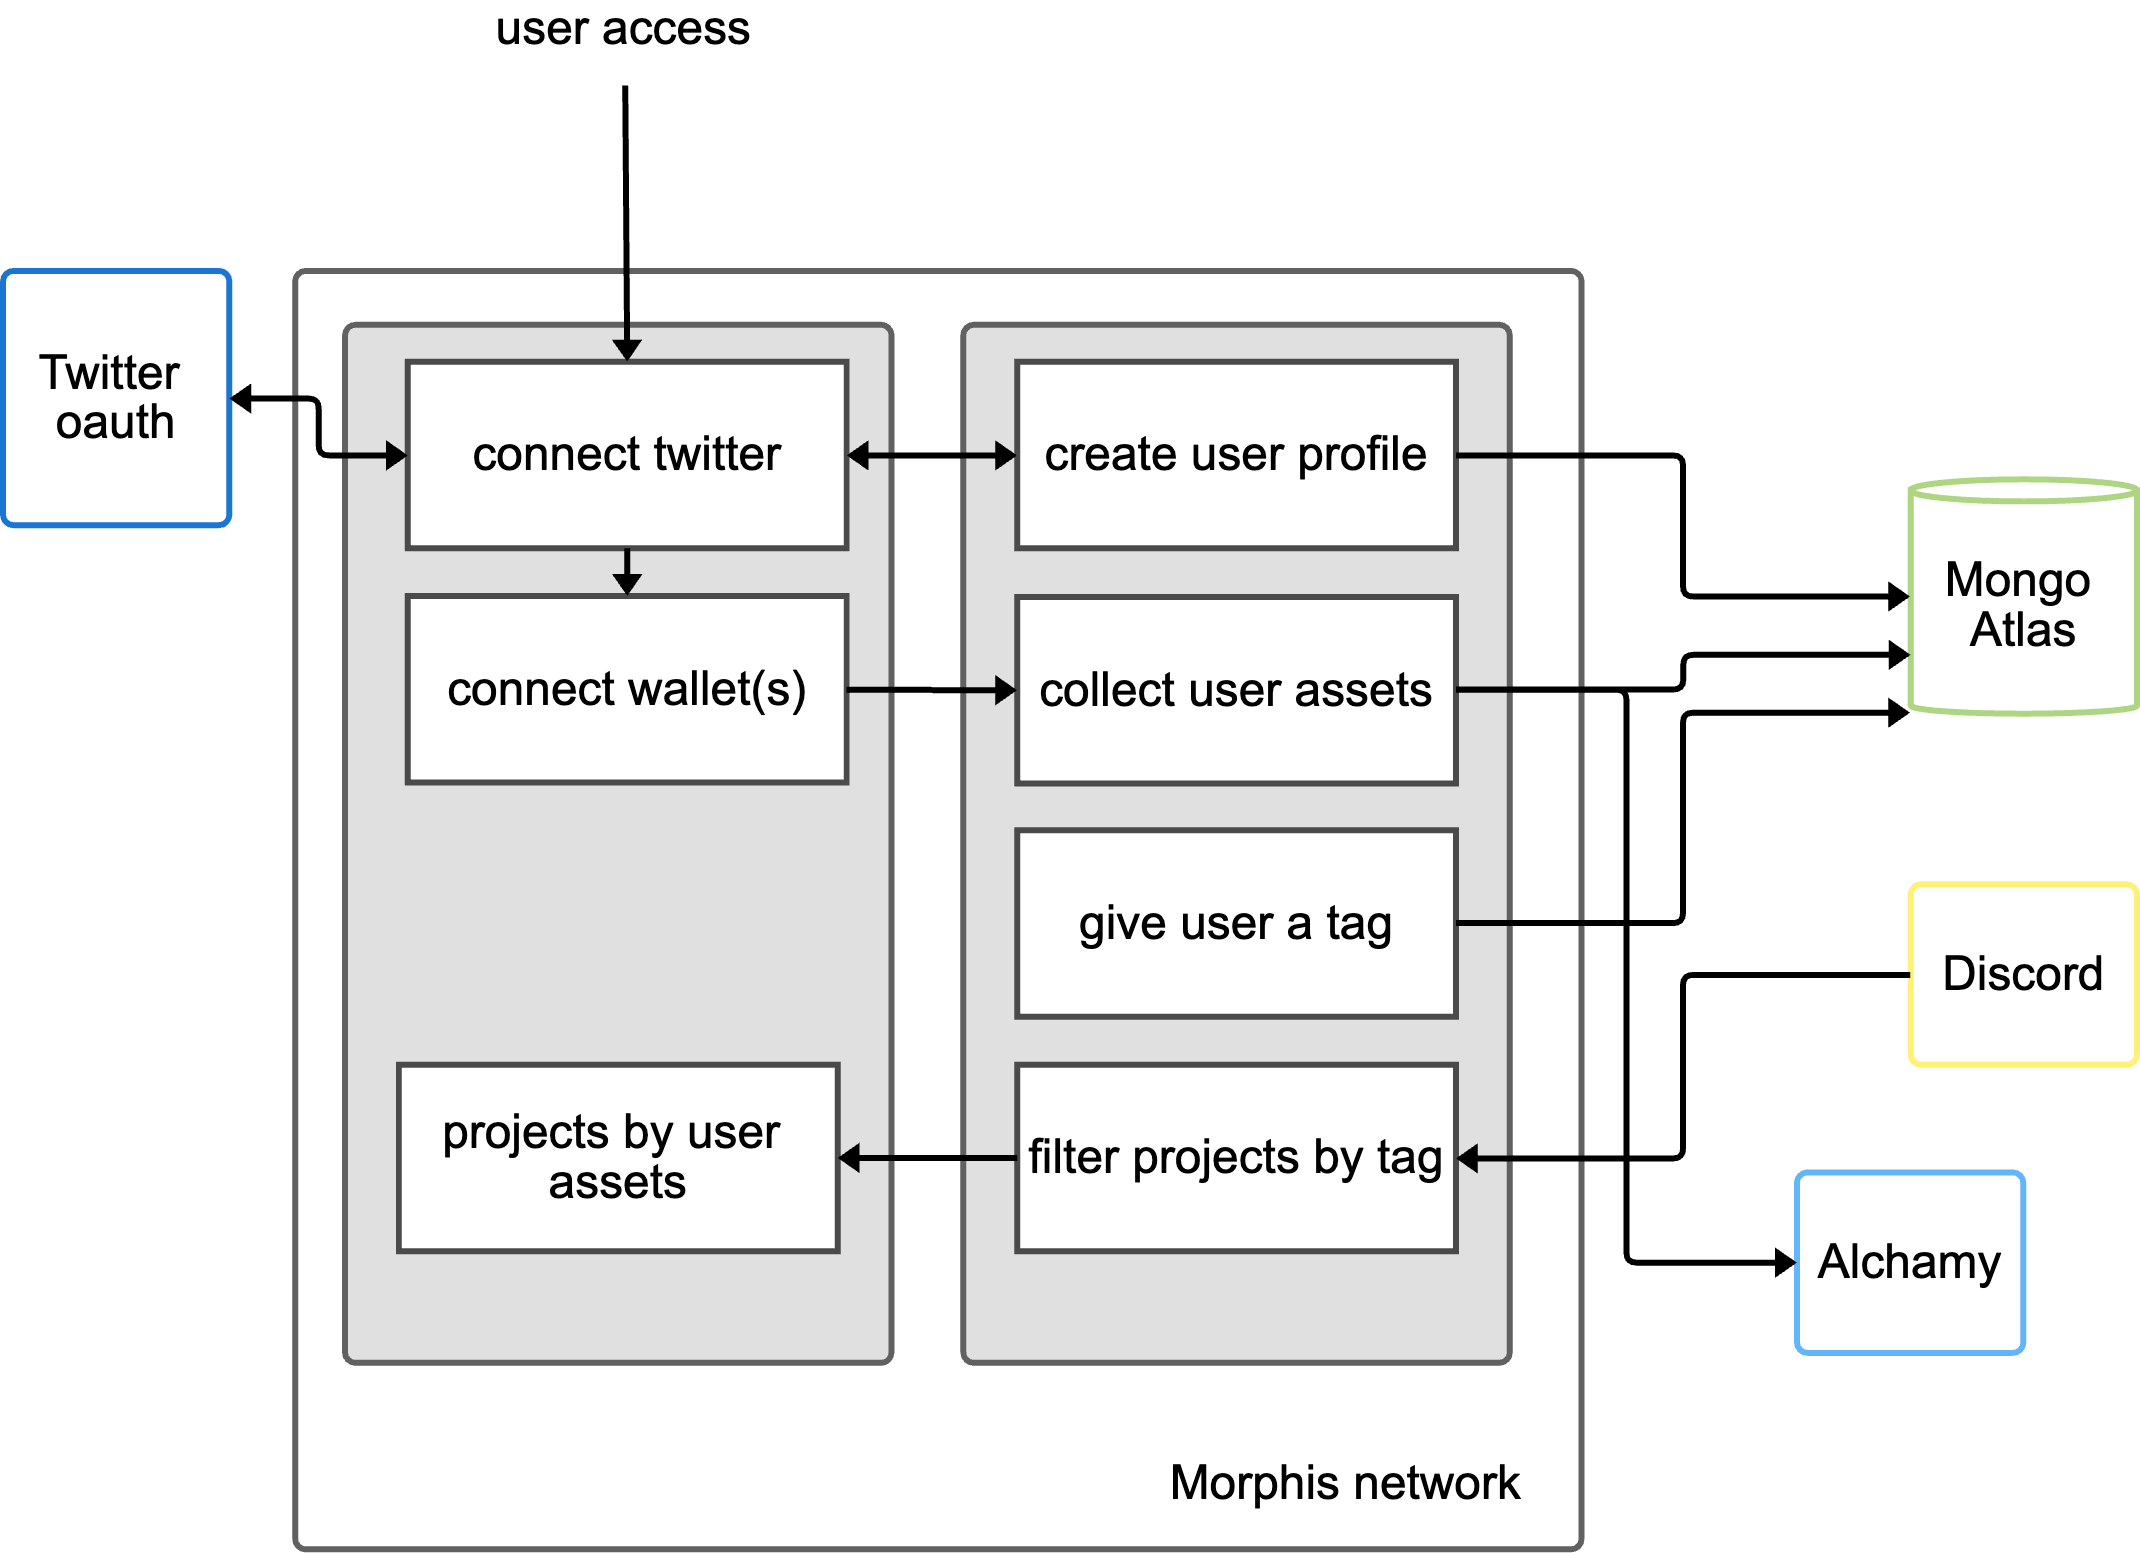 user access
Twitter
oauth
connect twitter
create user profile
Mongo
Atlas
connect wallet(s)
collect user assets
give user a tag
Discord
projects by user
assets
filter projects by tag
Alchamy
Morphis network